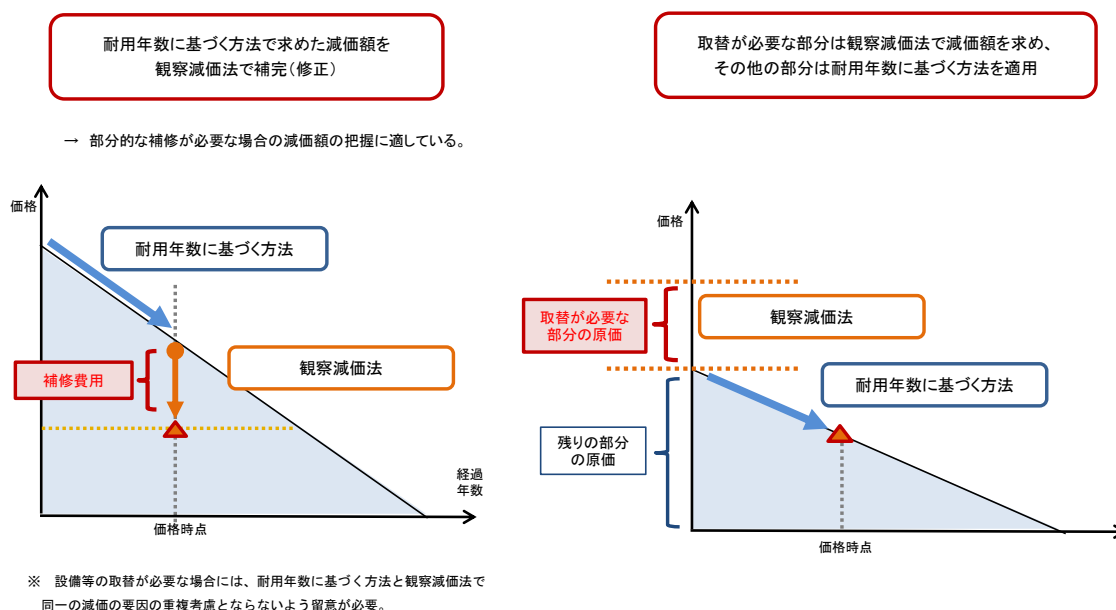 耐用年数に基づく方法で求めた減価額を
観察減価法で補完(修正)
→ 部分的な補修が必要な場合の減価額の把握に適している。
価格
耐用年数に基づく方法
観察減価法
補修費用
経過
年数
価格時点
※ 設備等の取替が必要な場合には、耐用年数に基づく方法と観察減価法で
同一の減価の要因の重複考慮とならないよう留意が必要。
取替が必要な部分は観察減価法で減価額を求め、
その他の部分は耐用年数に基づく方法を適用
価格
取替が必要な
部分の原価
観察減価法
耐用年数に基づく方法
残りの部分
の原価
価格時点